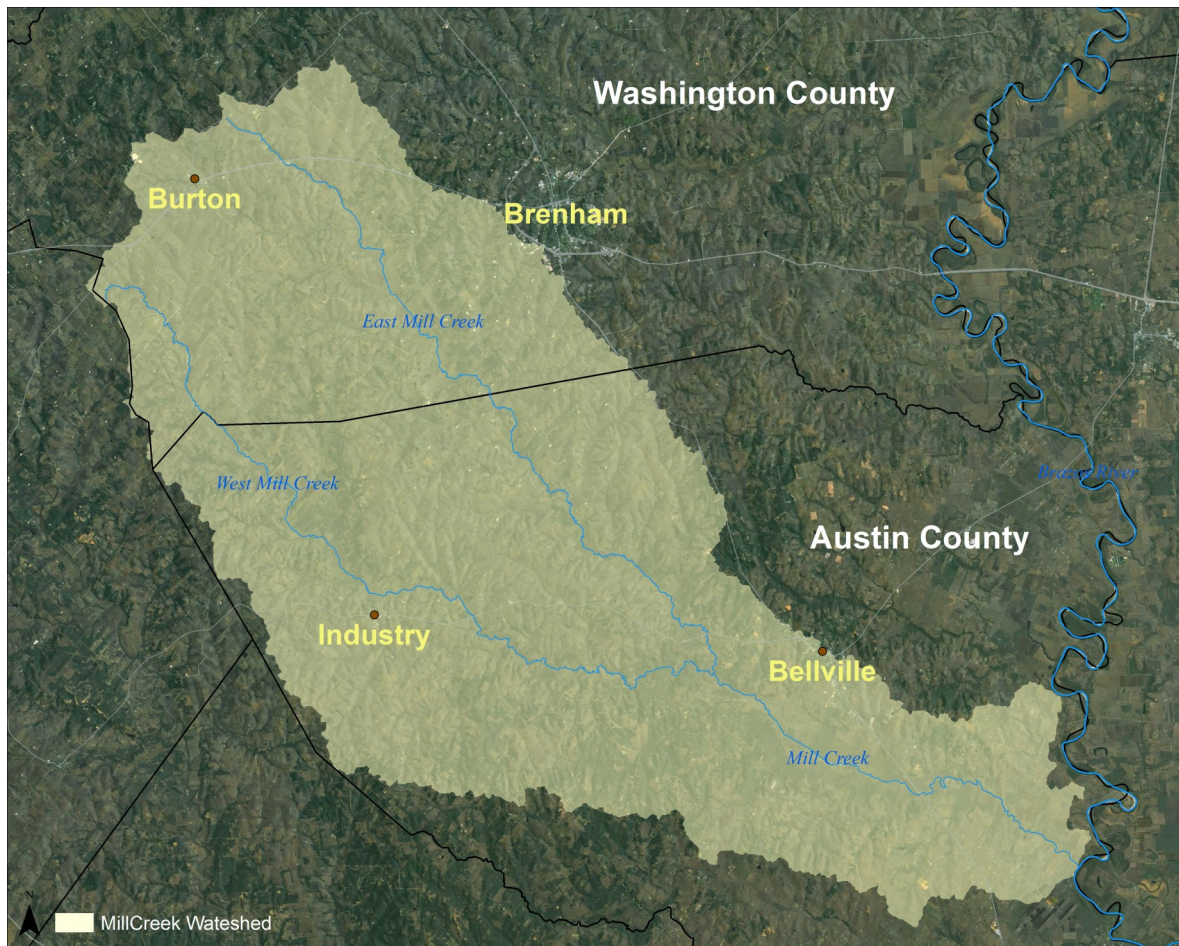 Washington County
Burton
Brenham
East Mill Creek
West Mill Creek
Brazos River
Austin County
Industry
Bellville
Mill Creek
N
MillCreek Wateshed